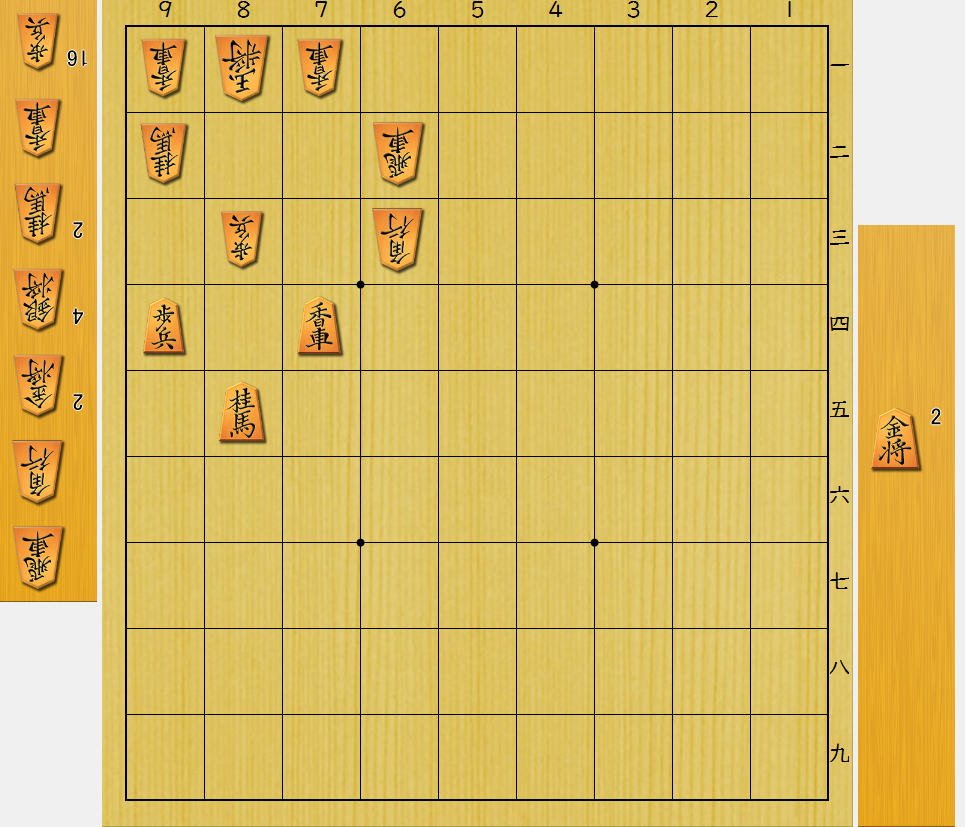 9 8 7 6 5 4 3 2 1
歩兵 16
香車
桂馬 2
銀将 4
金将 2
角行
飛車
香車 玉将 香車 一
桂馬 飛車 二
歩兵 角行 三
歩兵 香車 四
桂馬 五
六
七
八
九
金将 2